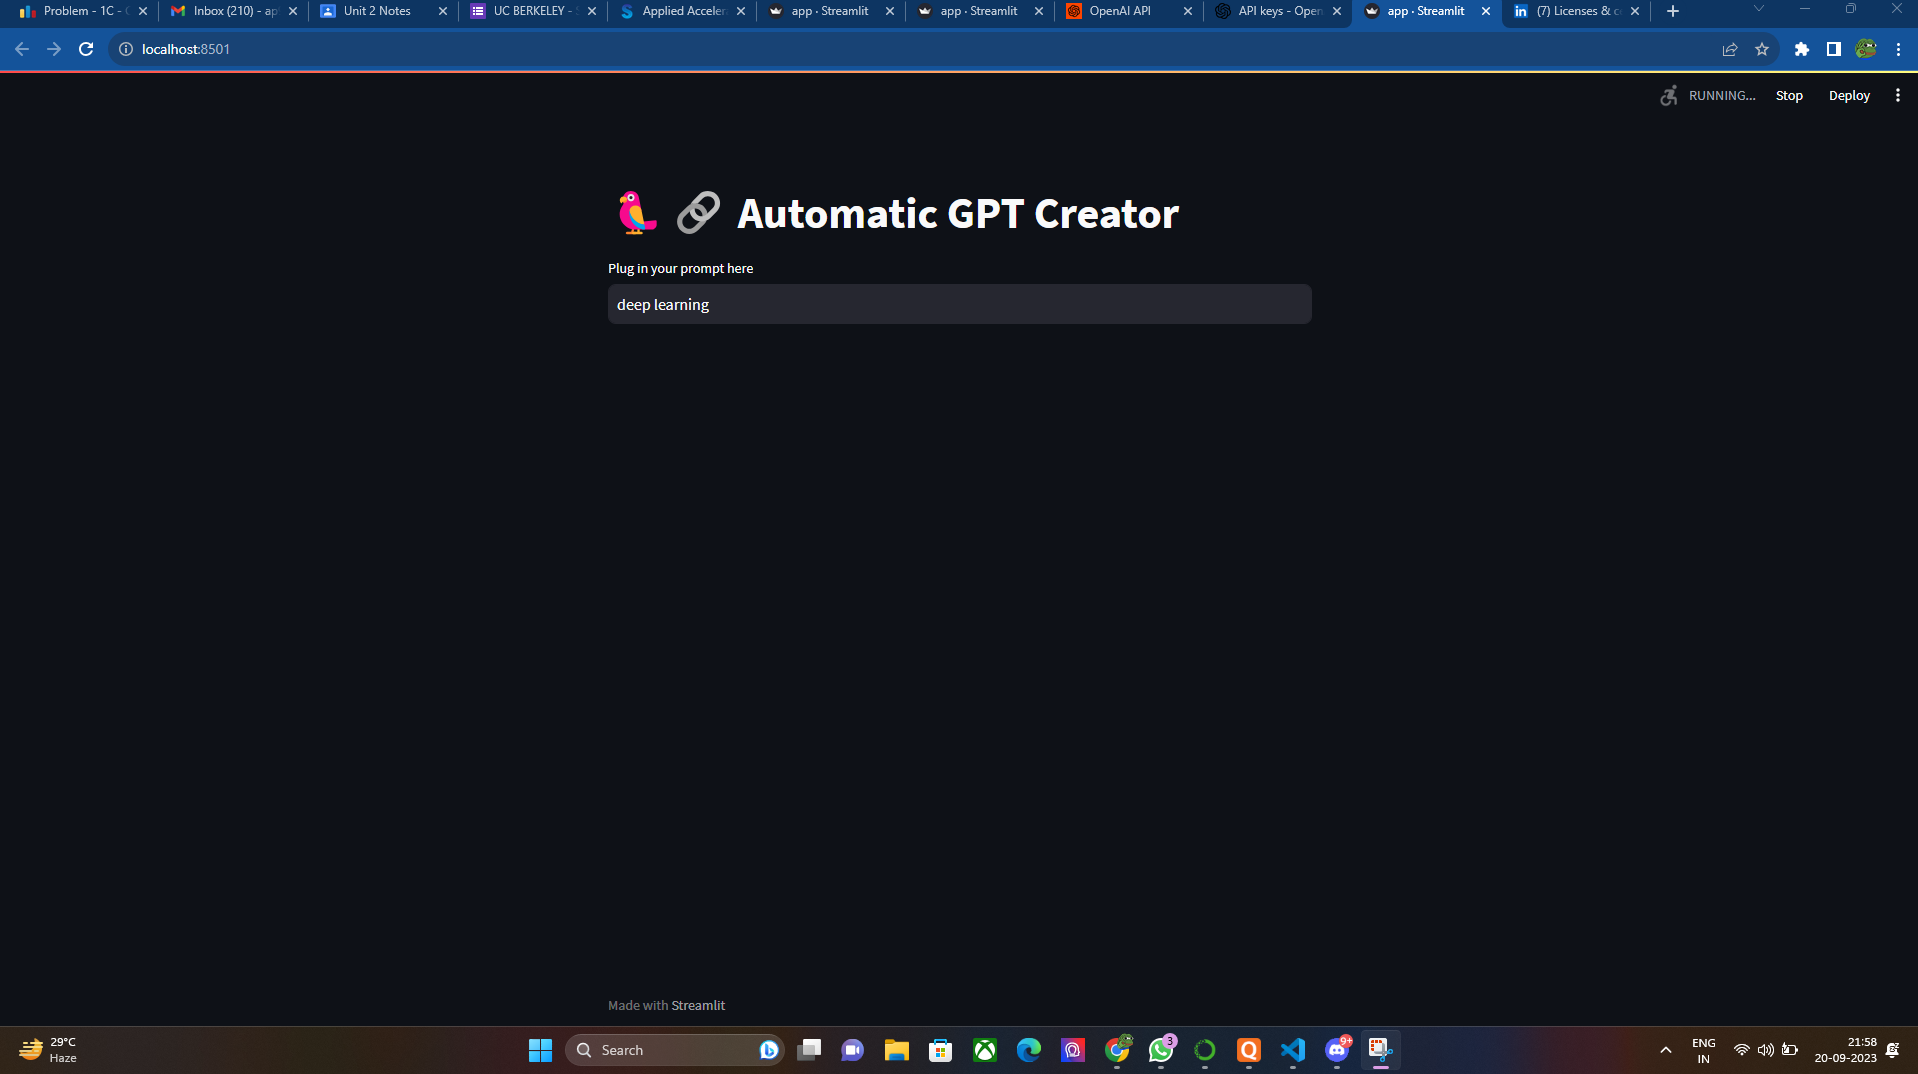 Problem - 1C - C
Inbox (210) - ap
Unit 2 Notes
UC BERKELEY - S
Applied Acceler
app · Streamlit
app · Streamlit
OpenAI API
API keys - Open
app · Streamlit
(7) Licenses & c
localhost:8501
RUNNING...
Stop
Deploy
Automatic GPT Creator
Plug in your prompt here
deep learning
Made with Streamlit
29°C
Haze
Search
3
9+
ENG
IN
21:58
20-09-2023